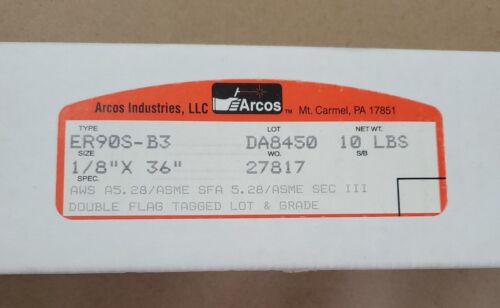 Arcos Industries, LLC Arcos™ Mt. Carmel, PA 17851
TYPE LOT NET WT.
ER90S-B3 DA8450 10 LBS
SIZE WO. S/B
1/8"X 36" 27817
SPEC.
AWS A5.28/ASME SFA 5.28/ASME SEC III
DOUBLE FLAG TAGGED LOT & GRADE